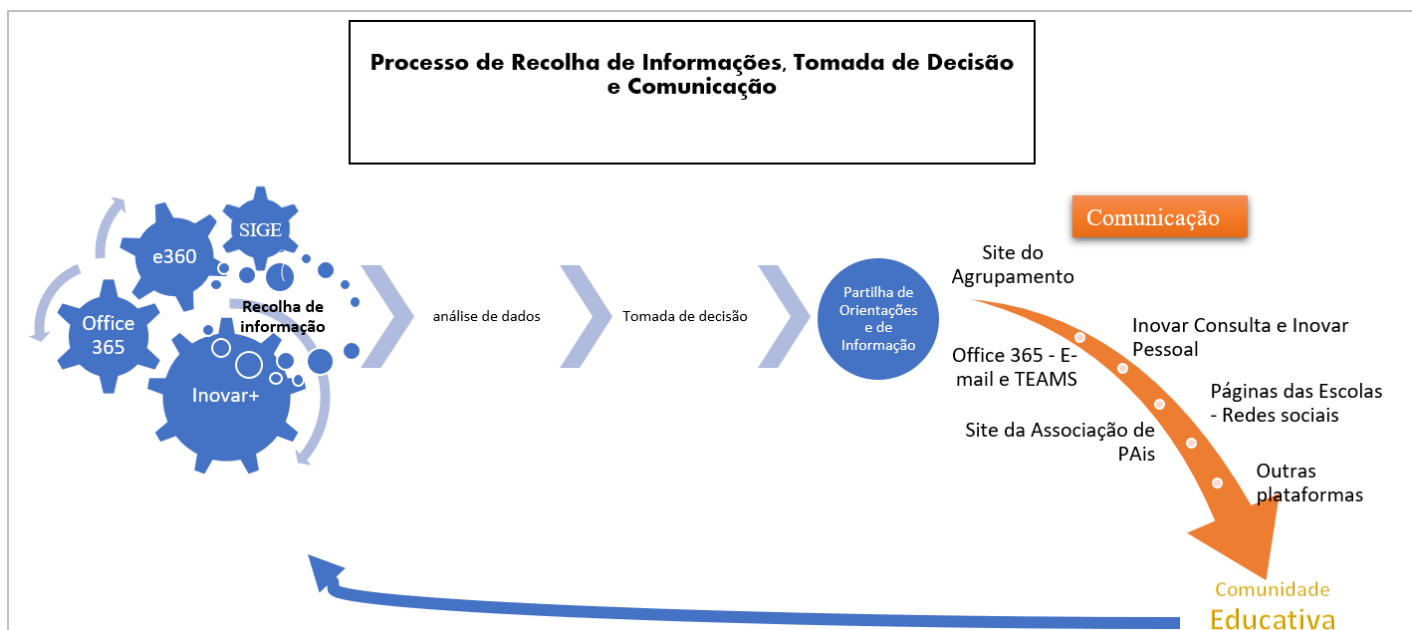 Processo de Recolha de Informações, Tomada de Decisão
e Comunicação
SIGE
e360
Office
365
Inovar+
Recolha de
informação
análise de dados
Tomada de decisão
Partilha de
Orientações
e de
Informação
Comunicação
Site do
Agrupamento
Inovar Consulta e Inovar
Pessoal
Office 365 - E-
mail e TEAMS
Páginas das Escolas
- Redes sociais
Site da Associação de
PAis
Outras
plataformas
Comunidade
Educativa